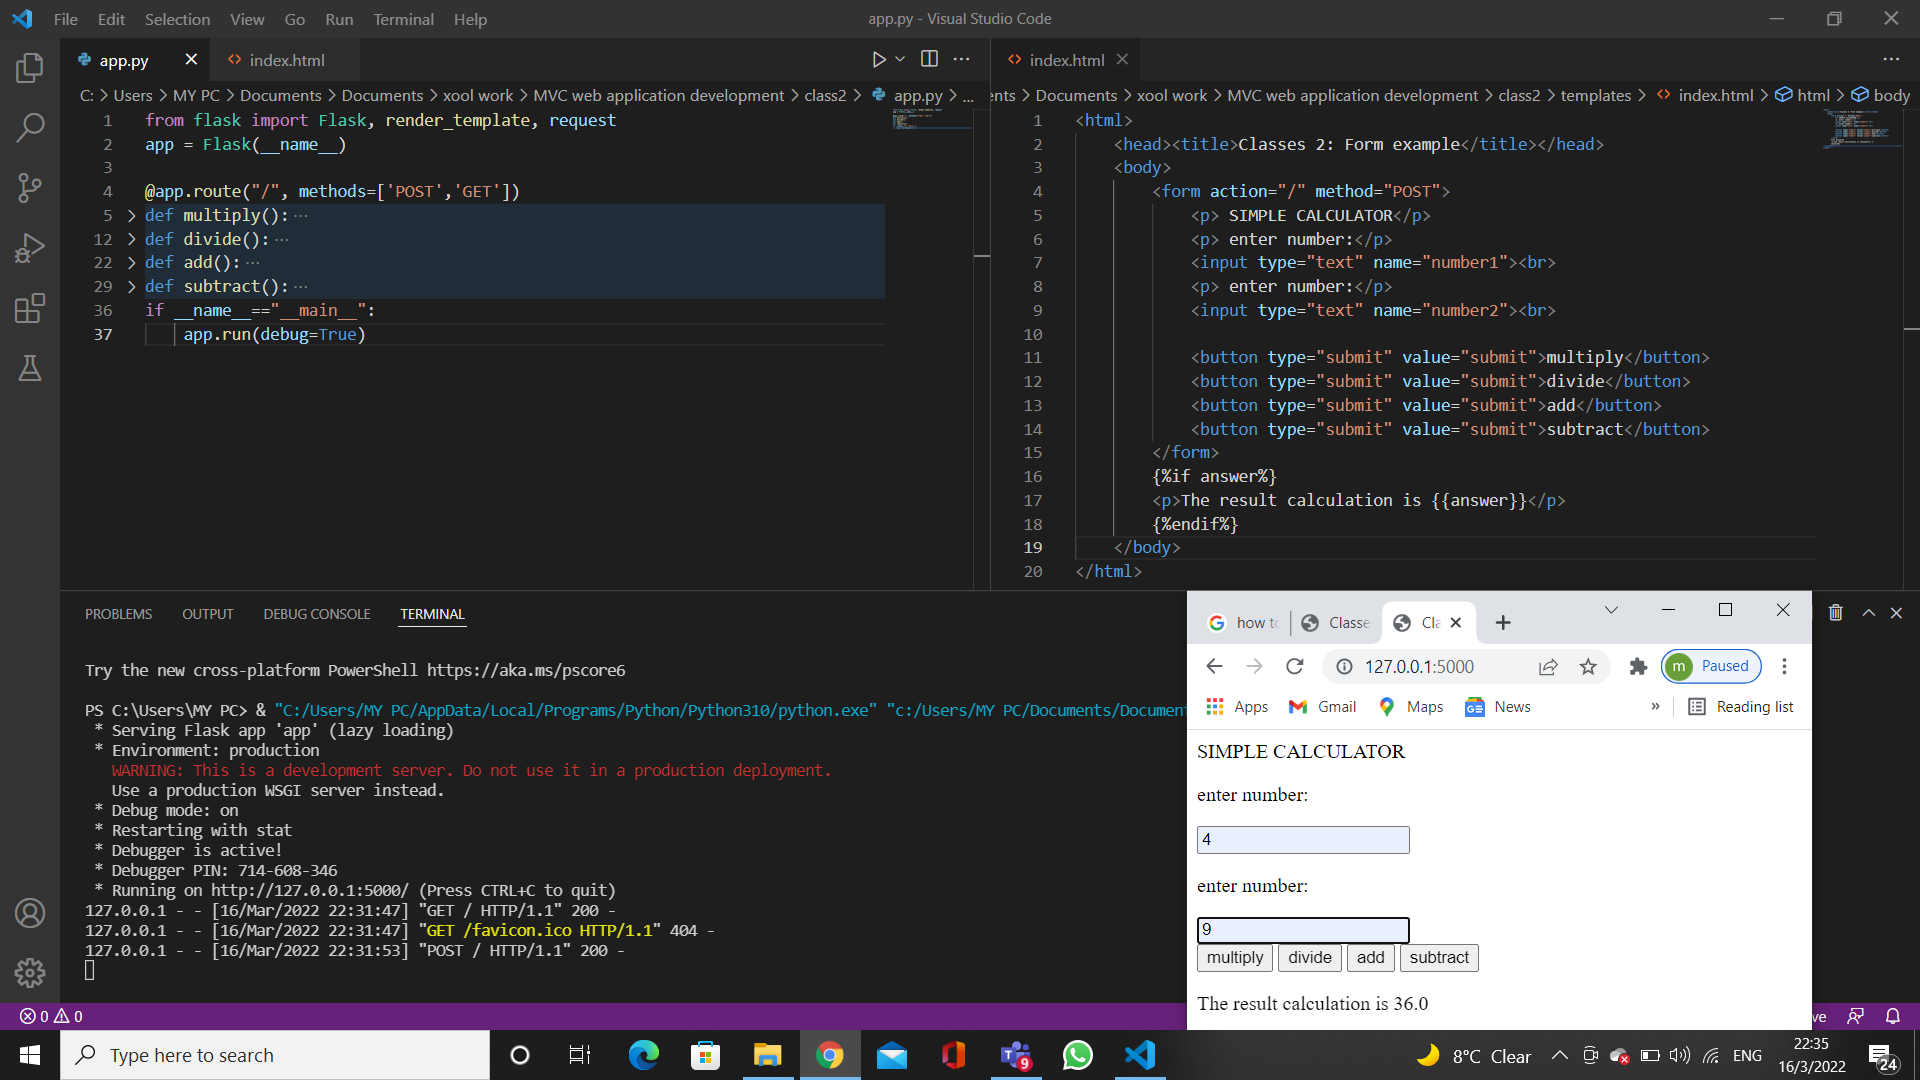 File Edit Selection View Go Run Terminal Help
app.py - Visual Studio Code
app.py
index.html
C: > Users > MY PC > Documents > Documents > xool work > MVC web application development > class2 > app.py > ...
1 from flask import Flask, render_template, request
2 app = Flask(__name__)
3
4 @app.route("/", methods=['POST','GET'])
5 def multiply(): ...
12 def divide(): ...
22 def add(): ...
29 def subtract(): ...
36 if __name__=="__main__":
37 app.run(debug=True)
index.html
nts > Documents > xool work > MVC web application development > class2 > templates > index.html > html > body
1 <html>
2 <head><title>Classes 2: Form example</title></head>
3 <body>
4 <form action="/" method="POST">
5 <p> SIMPLE CALCULATOR</p>
6 <p> enter number:</p>
7 <input type="text" name="number1"><br>
8 <p> enter number:</p>
9 <input type="text" name="number2"><br>
10
11 <button type="submit" value="submit">multiply</button>
12 <button type="submit" value="submit">divide</button>
13 <button type="submit" value="submit">add</button>
14 <button type="submit" value="submit">subtract</button>
15 </form>
16 {%if answer%}
17 <p>The result calculation is {{answer}}</p>
18 {%endif%}
19 </body>
20 </html>
PROBLEMS OUTPUT DEBUG CONSOLE TERMINAL
Try the new cross-platform PowerShell https://aka.ms/pscore6
PS C:\Users\MY PC> & "C:/Users/MY PC/AppData/Local/Programs/Python/Python310/python.exe" "c:/Users/MY PC/Documents/Document
* Serving Flask app 'app' (lazy loading)
* Environment: production
WARNING: This is a development server. Do not use it in a production deployment.
Use a production WSGI server instead.
* Debug mode: on
* Restarting with stat
* Debugger is active!
* Debugger PIN: 714-608-346
* Running on http://127.0.0.1:5000/ (Press CTRL+C to quit)
127.0.0.1 - - [16/Mar/2022 22:31:47] "GET / HTTP/1.1" 200 -
127.0.0.1 - - [16/Mar/2022 22:31:47] "GET /favicon.ico HTTP/1.1" 404 -
127.0.0.1 - - [16/Mar/2022 22:31:53] "POST / HTTP/1.1" 200 -
how to
Classe
Cla
127.0.0.1:5000
m Paused
Apps Gmail Maps News » Reading list
SIMPLE CALCULATOR
enter number:
4
enter number:
9
multiply divide add subtract
The result calculation is 36.0
0 0
ve
Type here to search
9
8°C Clear
ENG
22:35
16/3/2022
24